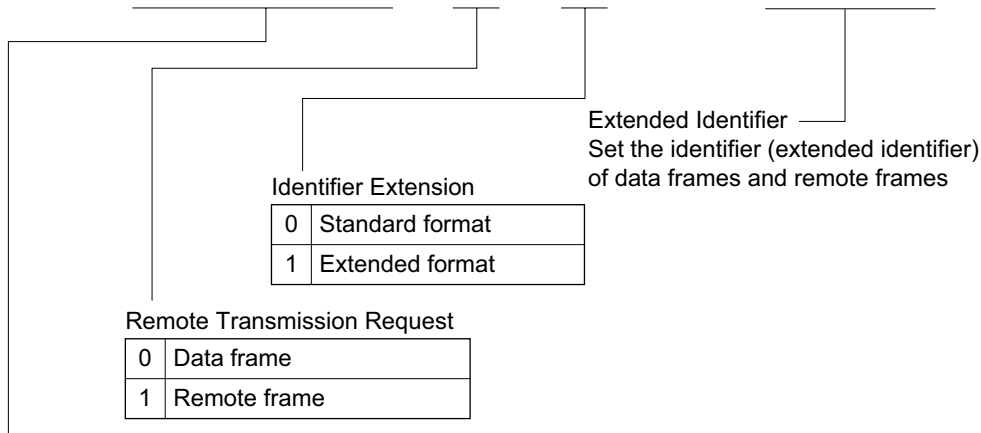 Extended Identifier
Set the identifier (extended identifier)
of data frames and remote frames
Identifier Extension
0 Standard format
1 Extended format
Remote Transmission Request
0 Data frame
1 Remote frame